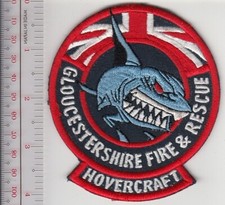 GLOUCESTERSHIRE FIRE & RESCUE
HOVERCRAFT